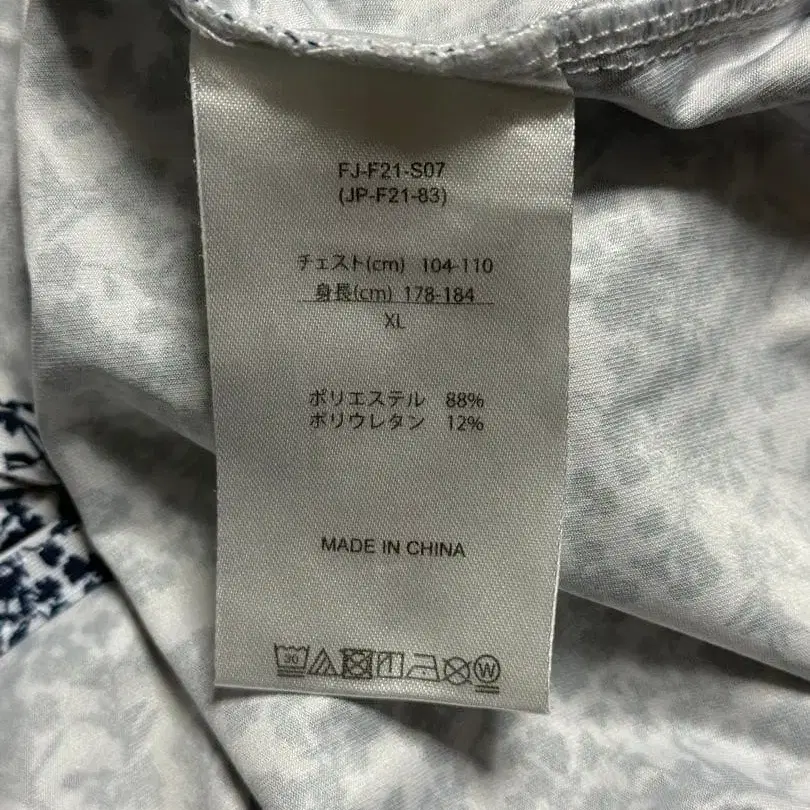 FJ-F21-S07
(JP-F21-83)
チェスト(cm) 104-110
身長(cm) 178-184
XL
ポリエステル 88%
ポリウレタン 12%
MADE IN CHINA
30
W